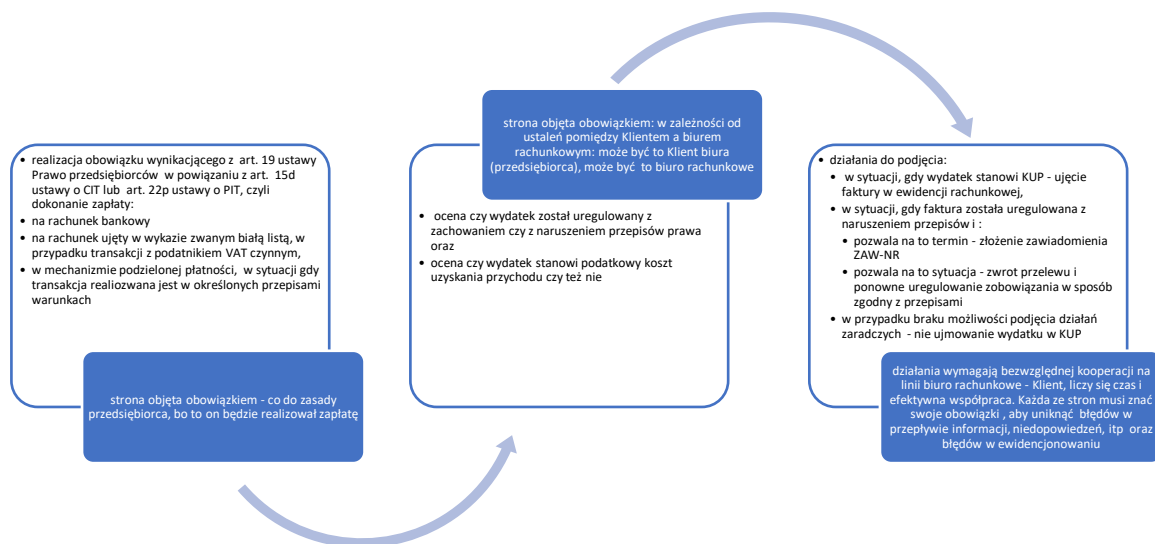 realizacja obowiązku wynikającego z art. 19 ustawy
Prawo przedsiębiorców w powiązaniu z art. 15d
ustawy o CIT lub art. 22p ustawy o PIT, czyli
dokonanie zapłaty:
na rachunek bankowy
na rachunek ujęty w wykazie zwanym białą listą, w
przypadku transakcji z podatnikiem VAT czynnym,
w mechanizmie podzielonej płatności, w sytuacji gdy
transakcja realiozwana jest w określonych przepisami
warunkach
strona objęta obowiązkiem - co do zasady
przedsiębiorca, bo to on będzie realizował zapłatę
strona objęta obowiązkiem: w zależności od
ustaleń pomiędzy Klientem a biurem
rachunkowym: może być to Klient biura
(przedsiębiorca), może być to biuro rachunkowe
ocena czy wydatek został uregulowany z
zachowaniem czy z naruszeniem przepisów prawa
oraz
ocena czy wydatek stanowi podatkowy koszt
uzyskania przychodu czy też nie
działania do podjęcia:
w sytuacji, gdy wydatek stanowi KUP - ujęcie
faktury w ewidencji rachunkowej,
w sytuacji, gdy faktura została uregulowana z
naruszeniem przepisów i :
pozwala na to termin - złożenie zawiadomienia
ZAW-NR
pozwala na to sytuacja - zwrot przelewu i
ponowne uregulowanie zobowiązania w sposób
zgodny z przepisami
w przypadku braku możliwości podjęcia działań
zaradczych - nie ujmowanie wydatku w KUP
działania wymagają bezwzględnej kooperacji na
linii biuro rachunkowe - Klient, liczy się czas i
efektywna współpraca. Każda ze stron musi znać
swoje obowiązki , aby uniknąć błędów w
przepływie informacji, niedopowiedzeń, itp oraz
błędów w ewidencjonowaniu